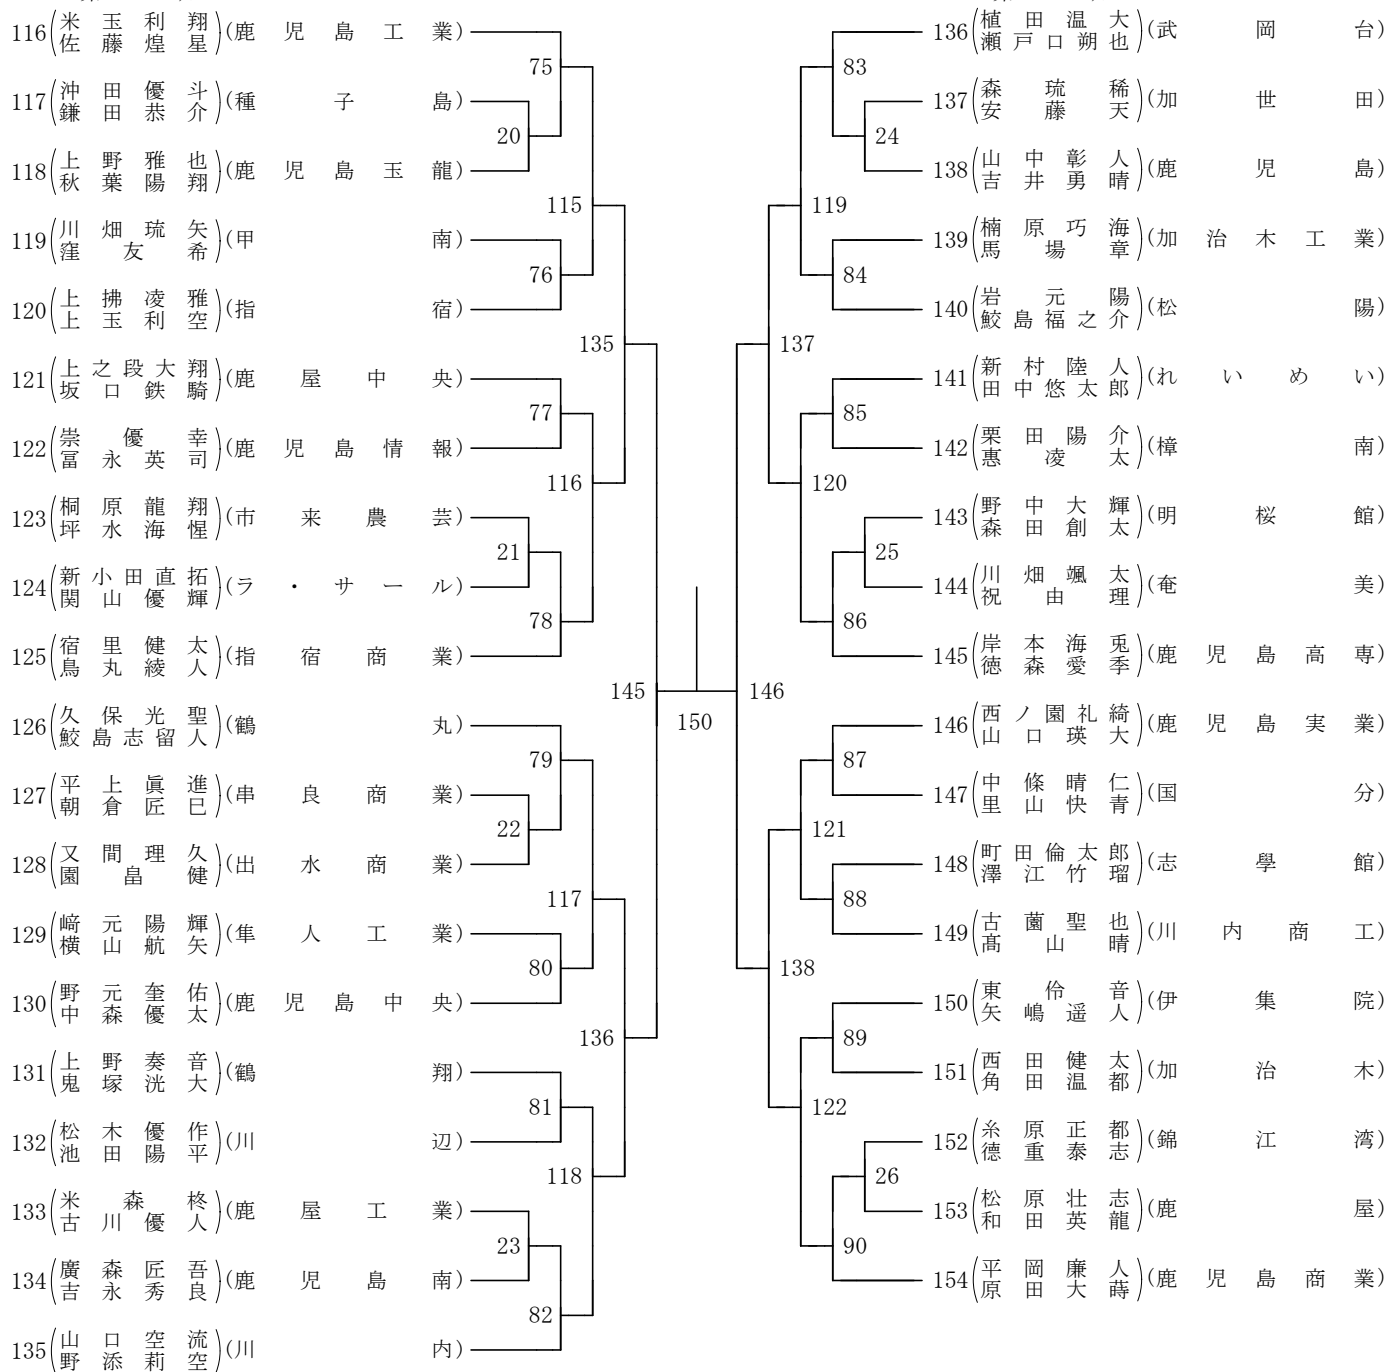 116 (米玉利翔 佐藤煌星) (鹿児島工業)
117 (沖田優斗 鎌田恭介) (種子島)
118 (上野雅也 秋葉陽翔) (鹿児島玉龍)
119 (川畑琉矢 窪友希) (甲南)
120 (上拂凌雅 上玉利空) (指宿)
121 (上之段大翔 坂口鉄騎) (鹿屋中央)
122 (崇優幸 冨永英司) (鹿児島情報)
123 (桐原龍翔 坪水海惺) (市来農芸)
124 (新小田直拓 関山優輝) (ラ・サール)
125 (宿里健太 鳥丸綾人) (指宿商業)
126 (久保光聖 鮫島志留人) (鶴丸)
127 (平上眞進 朝倉匠巳) (串良商業)
128 (又間理久 園畠健) (出水商業)
129 (﨑元陽輝 横山航矢) (隼人工業)
130 (野元奎佑 中森優太) (鹿児島中央)
131 (上野奏音 鬼塚洸大) (鶴翔)
132 (松木優作 池田陽平) (川辺)
133 (米森柊 古川優人) (鹿屋工業)
134 (廣森匠吾 吉永秀良) (鹿児島南)
135 (山口空流 野添莉空) (川内)
75
20
115
76
135
77
116
21
78
145
79
22
117
80
136
81
118
23
82
150
136 (植田温大 瀬戸口朔也) (武岡台)
137 (森琉稀 安藤天) (加世田)
138 (山中彰人 吉井勇晴) (鹿児島)
139 (楠原巧海 馬場章) (加治木工業)
140 (岩元陽 鮫島福之介) (松陽)
141 (新村陸人 田中悠太郎) (れいめい)
142 (栗田陽介 惠凌太) (樟南)
143 (野中大輝 森田創太) (明桜館)
144 (川畑颯太 祝由理) (奄美)
145 (岸本海兎 徳森愛季) (鹿児島高専)
146 (西ノ園礼綺 山口瑛大) (鹿児島実業)
147 (中條晴仁 里山快青) (国分)
148 (町田倫太郎 澤江竹瑠) (志學館)
149 (古薗聖也 髙山晴) (川内商工)
150 (東伶音 矢嶋遥人) (伊集院)
151 (西田健太 角田温都) (加治木)
152 (糸原正都 德重泰志) (錦江湾)
153 (松原壮志 和田英龍) (鹿屋)
154 (平岡廉人 原田大蒔) (鹿児島商業)
83
24
119
84
137
85
120
25
86
146
87
121
88
138
89
122
26
90